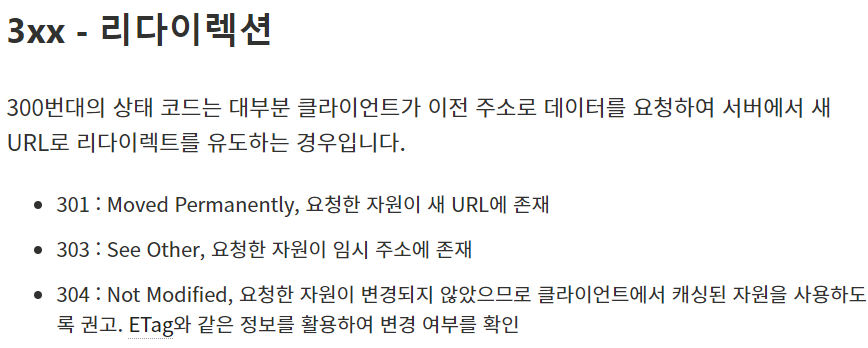 3xx - 리다이렉션
300번대의 상태 코드는 대부분 클라이언트가 이전 주소로 데이터를 요청하여 서버에서 새
URL로 리다이렉트를 유도하는 경우입니다.
• 301 : Moved Permanently, 요청한 자원이 새 URL에 존재
• 303 : See Other, 요청한 자원이 임시 주소에 존재
• 304 : Not Modified, 요청한 자원이 변경되지 않았으므로 클라이언트에서 캐싱된 자원을 사용하도
록 권고. ETag와 같은 정보를 활용하여 변경 여부를 확인